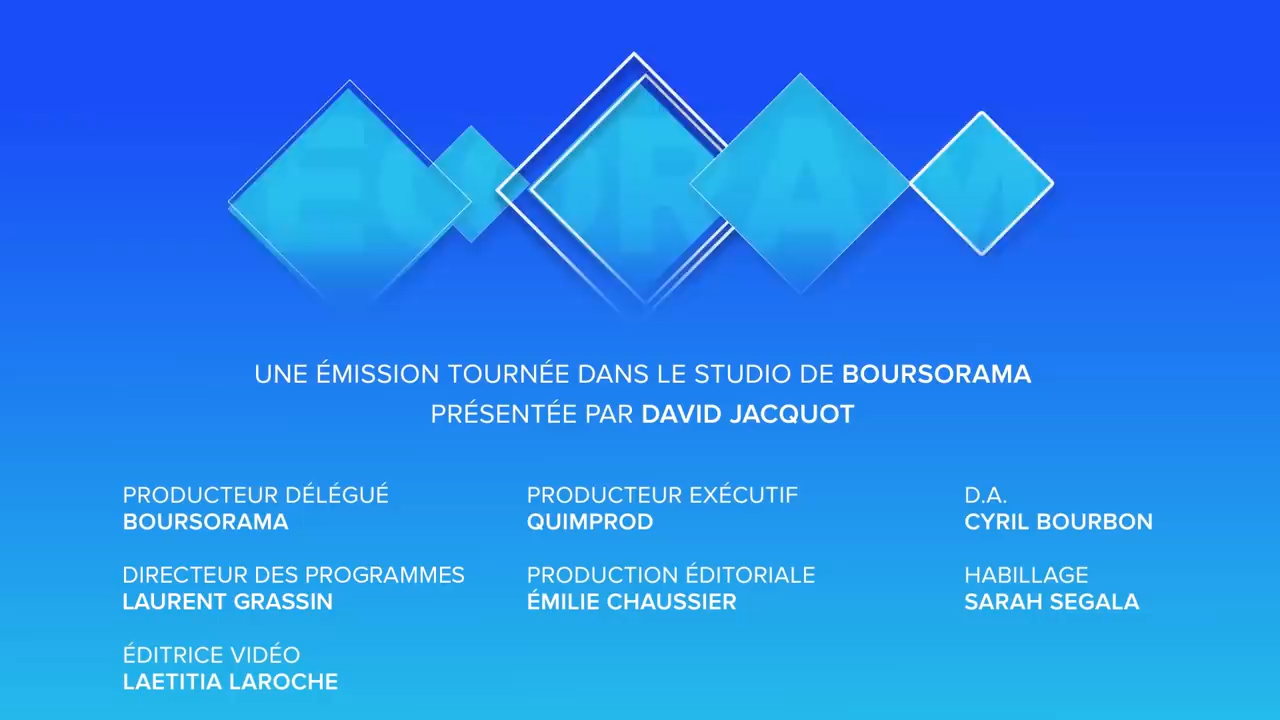 ECORAM
UNE ÉMISSION TOURNÉE DANS LE STUDIO DE BOURSORAMA
PRÉSENTÉE PAR DAVID JACQUOT
PRODUCTEUR DÉLÉGUÉ
BOURSORAMA
DIRECTEUR DES PROGRAMMES
LAURENT GRASSIN
ÉDITRICE VIDÉO
LAETITIA LAROCHE
PRODUCTEUR EXÉCUTIF
QUIMPROD
PRODUCTION ÉDITORIALE
ÉMILIE CHAUSSIER
D.A.
CYRIL BOURBON
HABILLAGE
SARAH SEGALA